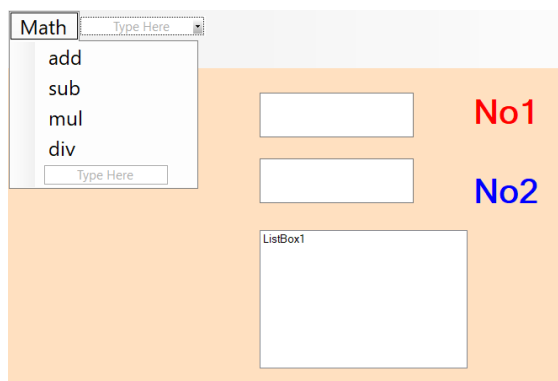 Math Type Here
add
sub
mul
div
Type Here
No1
No2
ListBox1